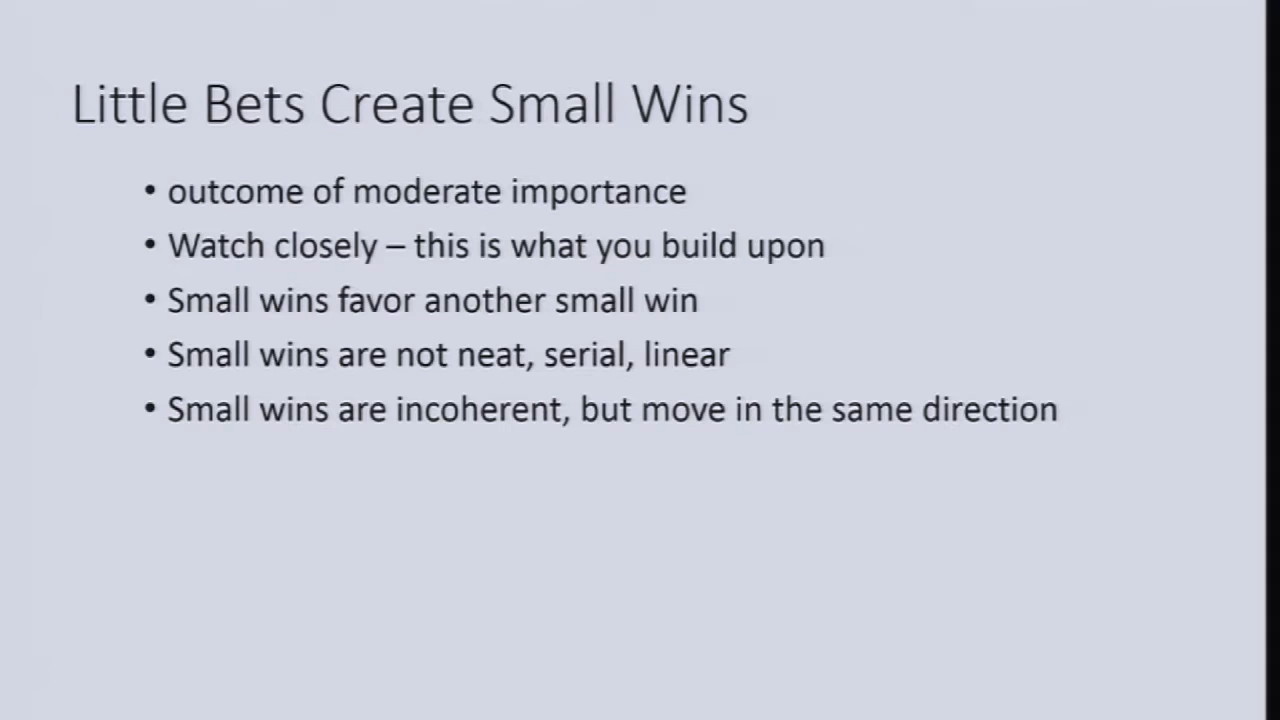 Little Bets Create Small Wins
• outcome of moderate importance
• Watch closely – this is what you build upon
• Small wins favor another small win
• Small wins are not neat, serial, linear
• Small wins are incoherent, but move in the same direction